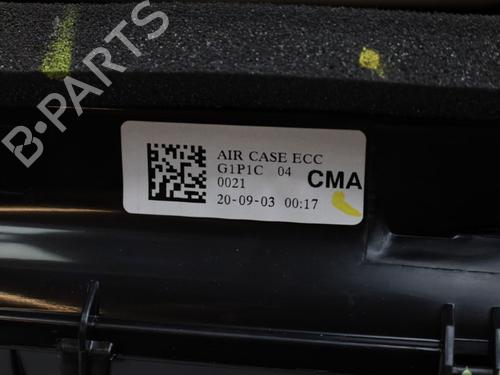 B-PARTS
AIR CASE ECC
G1P1C 04
0021 CMA
20-09-03 00:17